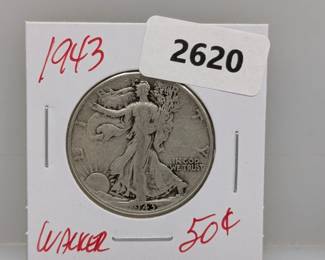 1943
2620
LIBERTY
IN GOD
WE TRUST
1943
WALKER
50¢